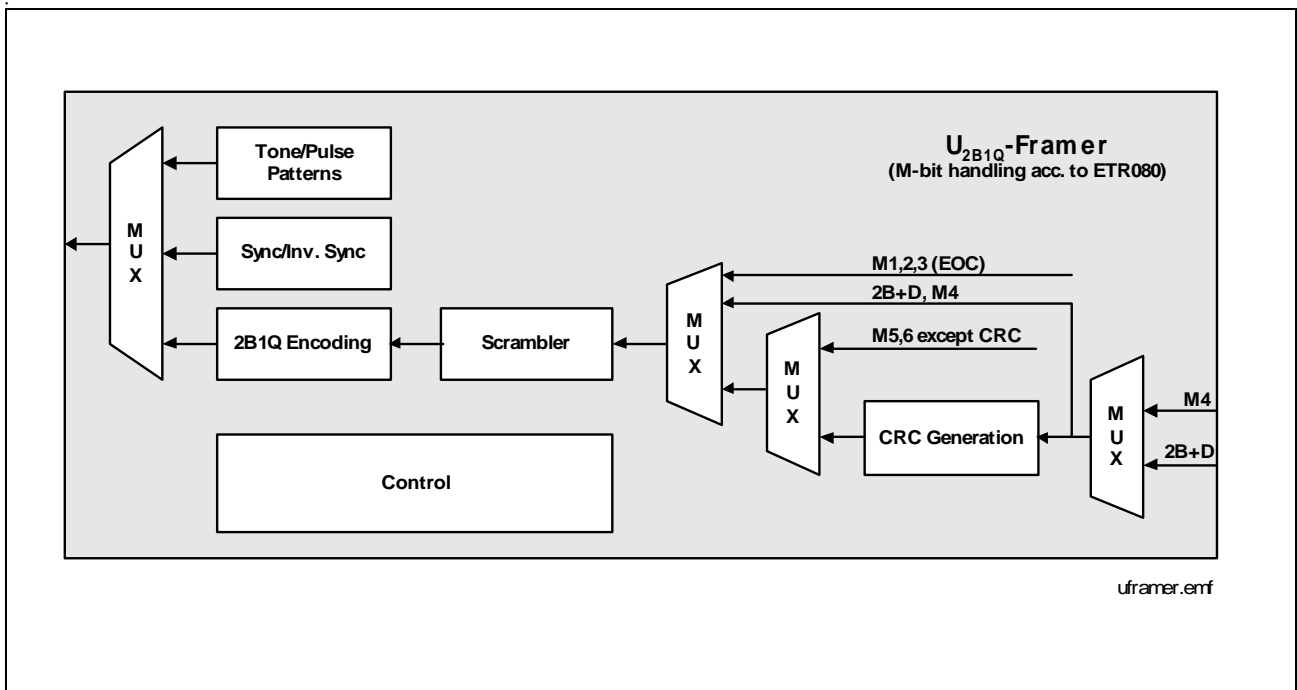 .
U2B1Q-Framer
(M-bit handling acc. to ETR080)
Tone/Pulse
Patterns
Sync/Inv. Sync
2B1Q Encoding
Scrambler
Control
M
U
X
M1,2,3 (EOC)
2B+D, M4
M
U
X
M5,6 except CRC
M
U
X
CRC Generation
M
U
X
M4
2B+D
uframer.emf